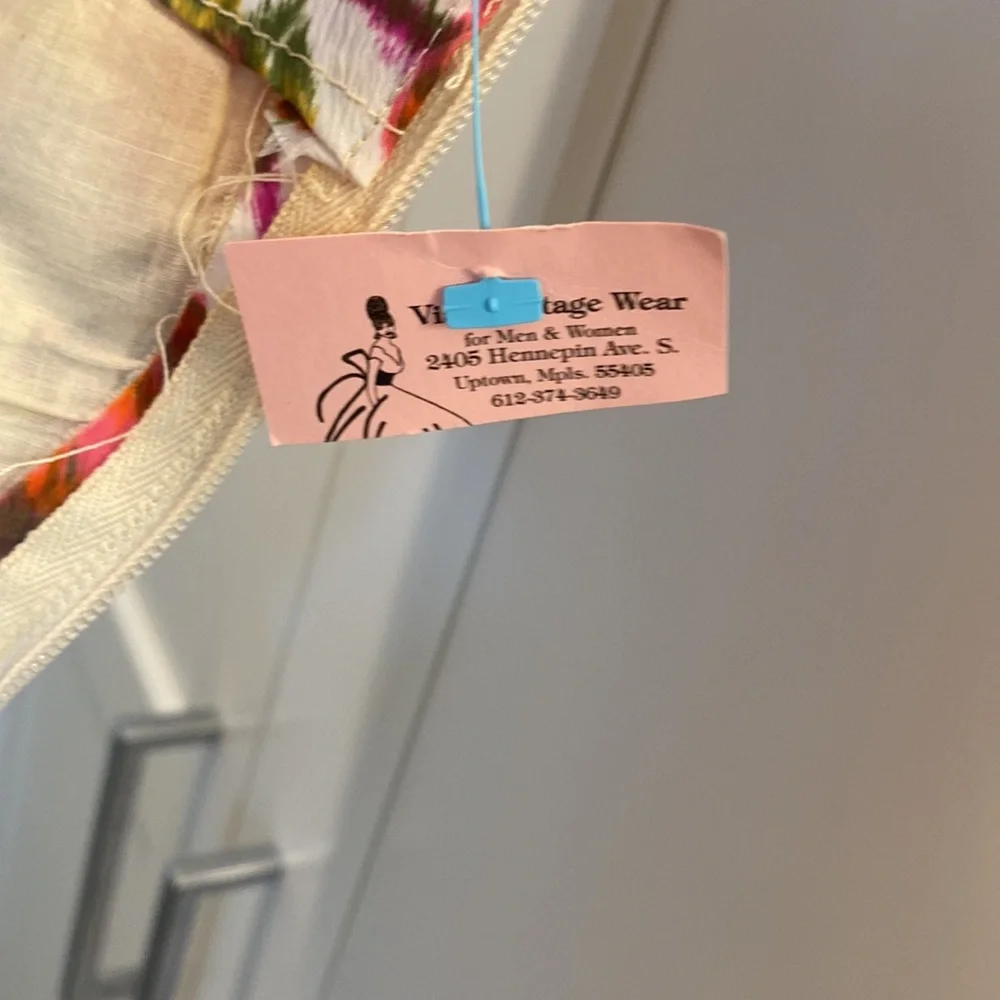 Vi tage Wear
for Men & Women
2405 Hennepin Ave. S.
Uptown, Mpls. 55405
612-374-3649